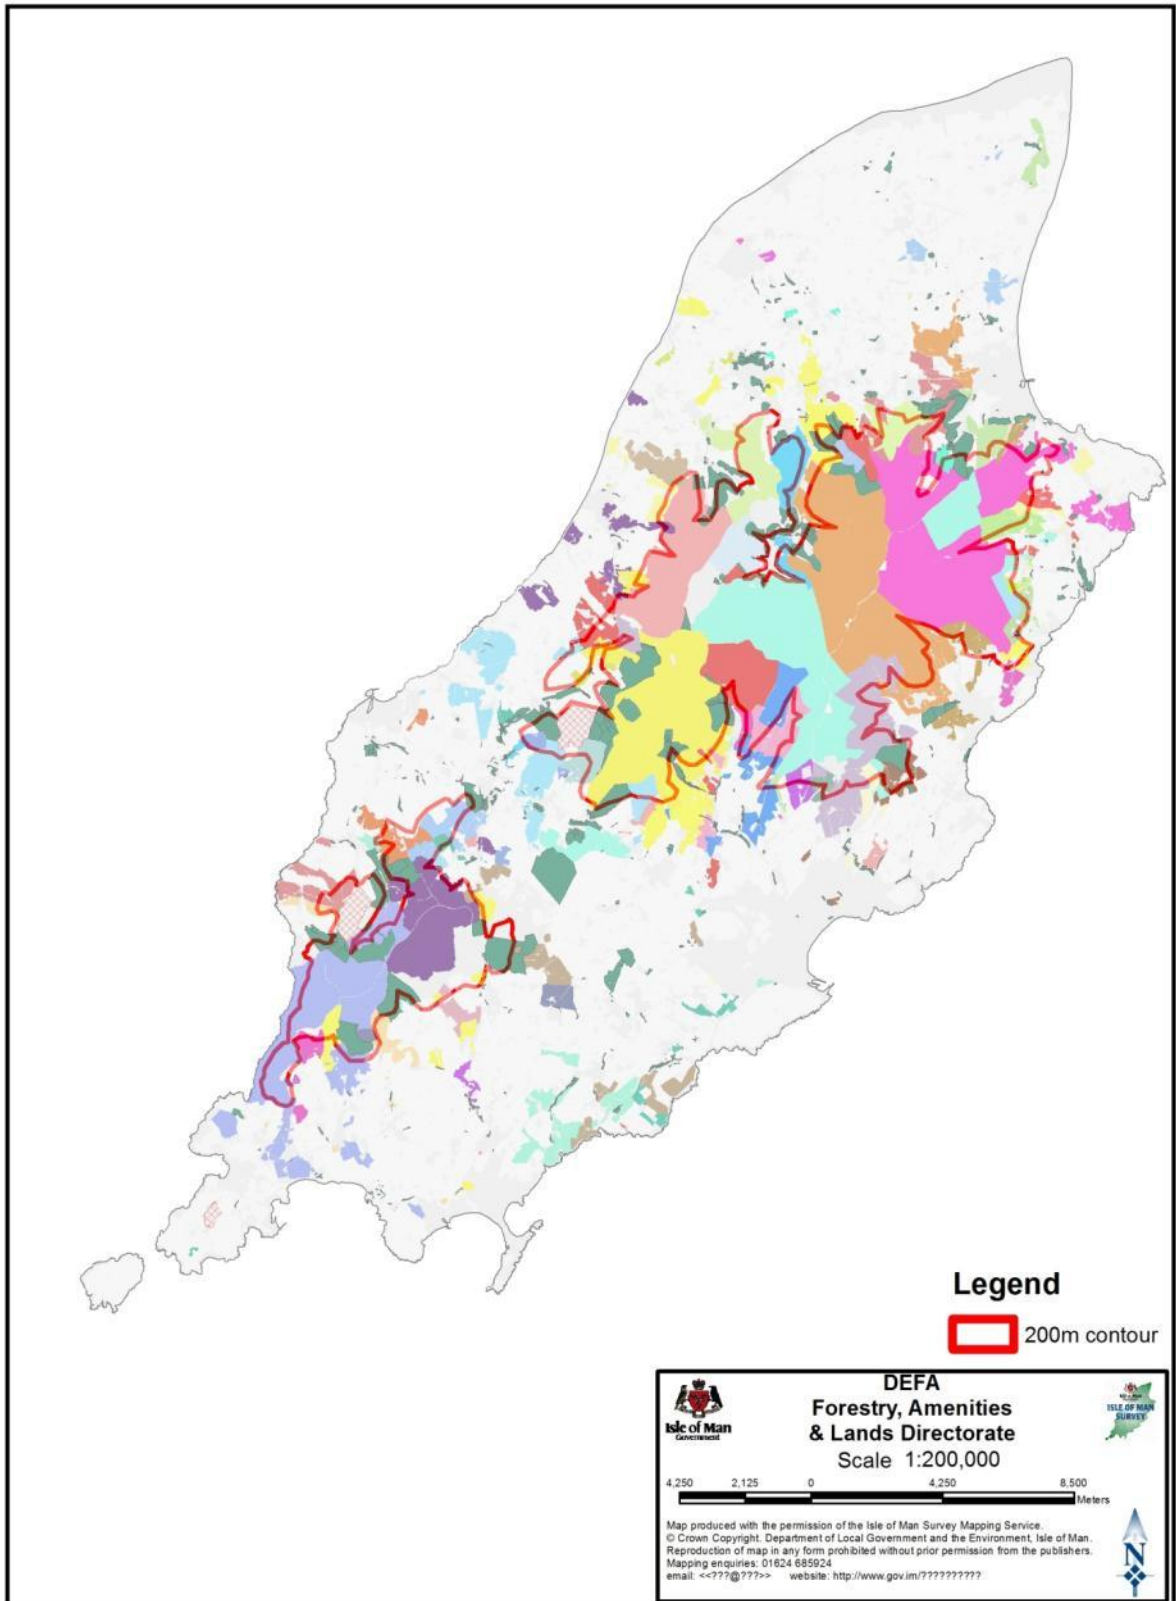 Legend
200m contour
DEFA
Forestry, Amenities
& Lands Directorate
Scale 1:200,000
Isle of Man
Government
ISLE OF MAN
SURVEY
4,250 2,125 0 4,250 8,500
Meters
Map produced with the permission of the Isle of Man Survey Mapping Service.
© Crown Copyright. Department of Local Government and the Environment, Isle of Man.
Reproduction of map in any form prohibited without prior permission from the publishers.
Mapping enquiries: 01624 685924
email: <<???@???>> website: http://www.gov.im/??????????
N